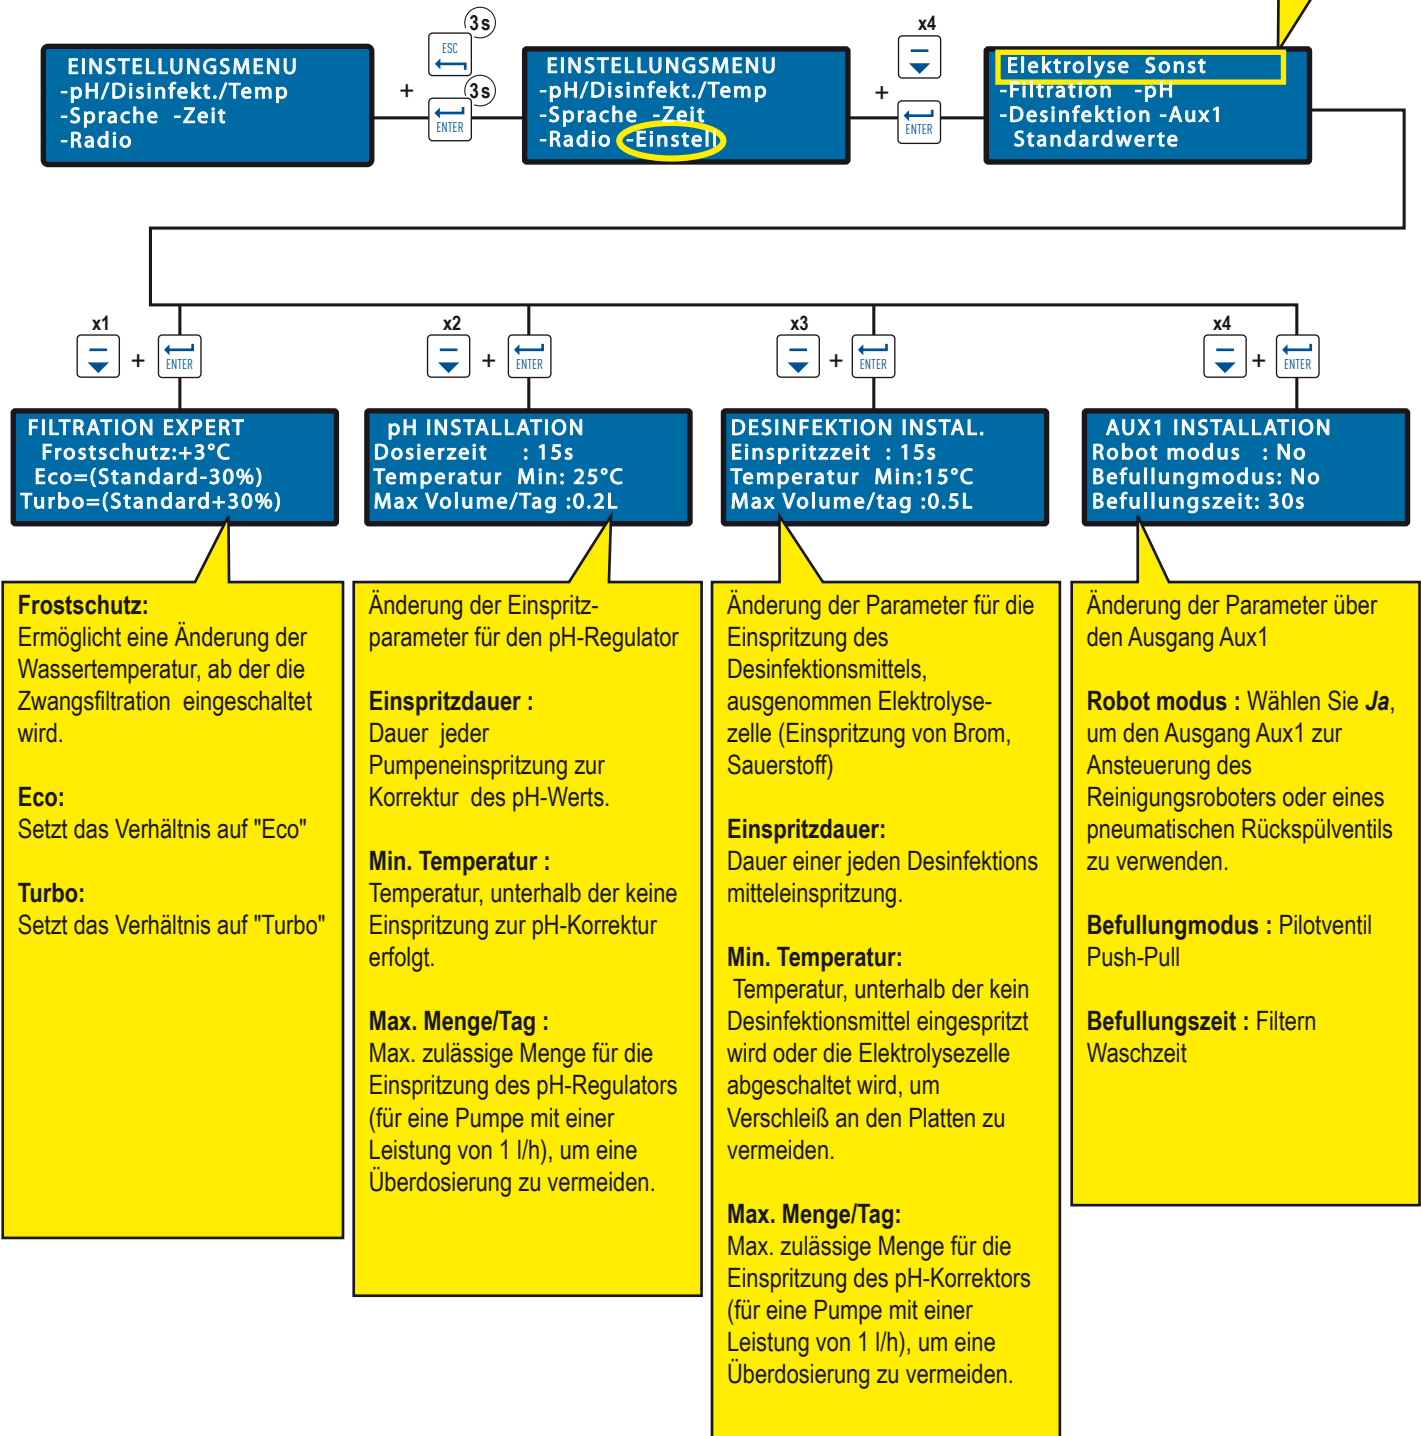 3s
ESC
3s
ENTER
x4
ENTER
EINSTELLUNGSMENU
-pH/Disinfekt./Temp
-Sprache -Zeit
-Radio
+
EINSTELLUNGSMENU
-pH/Disinfekt./Temp
-Sprache -Zeit
-Radio -Einstell
+
Elektrolyse Sonst
-Filtration -pH
-Desinfektion -Aux1
Standardwerte
x1
+
ENTER
x2
+
ENTER
x3
+
ENTER
x4
+
ENTER
FILTRATION EXPERT
Frostschutz:+3°C
Eco=(Standard-30%)
Turbo=(Standard+30%)
pH INSTALLATION
Dosierzeit : 15s
Temperatur Min: 25°C
Max Volume/Tag :0.2L
DESINFEKTION INSTAL.
Einspritzzeit : 15s
Temperatur Min:15°C
Max Volume/tag :0.5L
AUX1 INSTALLATION
Robot modus : No
Befullungmodus: No
Befullungszeit: 30s
Frostschutz:
Ermöglicht eine Änderung der
Wassertemperatur, ab der die
Zwangsfiltration eingeschaltet
wird.
Eco:
Setzt das Verhältnis auf "Eco"
Turbo:
Setzt das Verhältnis auf "Turbo"
Änderung der Einspritz-
parameter für den pH-Regulator
Einspritzdauer :
Dauer jeder
Pumpeneinspritzung zur
Korrektur des pH-Werts.
Min. Temperatur :
Temperatur, unterhalb der keine
Einspritzung zur pH-Korrektur
erfolgt.
Max. Menge/Tag :
Max. zulässige Menge für die
Einspritzung des pH-Regulators
(für eine Pumpe mit einer
Leistung von 1 l/h), um eine
Überdosierung zu vermeiden.
Änderung der Parameter für die
Einspritzung des
Desinfektionsmittels,
ausgenommen Elektrolyse-
zelle (Einspritzung von Brom,
Sauerstoff)
Einspritzdauer:
Dauer einer jeden Desinfektions
mitteleinspritzung.
Min. Temperatur:
Temperatur, unterhalb der kein
Desinfektionsmittel eingespritzt
wird oder die Elektrolysezelle
abgeschaltet wird, um
Verschleiß an den Platten zu
vermeiden.
Max. Menge/Tag:
Max. zulässige Menge für die
Einspritzung des pH-Korrektors
(für eine Pumpe mit einer
Leistung von 1 l/h), um eine
Überdosierung zu vermeiden.
Änderung der Parameter über
den Ausgang Aux1
Robot modus : Wählen Sie Ja,
um den Ausgang Aux1 zur
Ansteuerung des
Reinigungsroboters oder eines
pneumatischen Rückspülventils
zu verwenden.
Befullungmodus : Pilotventil
Push-Pull
Befullungszeit : Filtern
Waschzeit